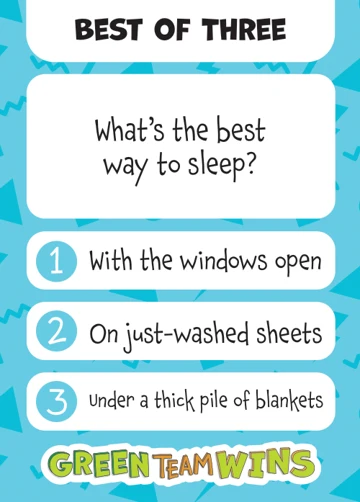 BEST OF THREE
What's the best
way to sleep?
1 With the windows open
2 On just-washed sheets
3 under a thick pile of blankets
GREEN TEAM WINS